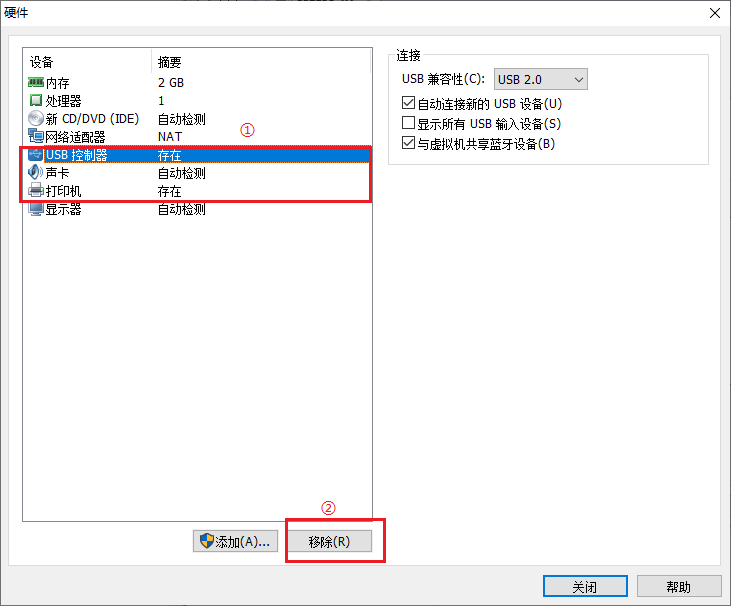 硬件
设备 摘要
内存 2 GB
处理器 1
新 CD/DVD (IDE) 自动检测
网络适配器 NAT
①
USB 控制器 存在
声卡 自动检测
打印机 存在
显示器 自动检测
连接
USB 兼容性(C): USB 2.0
自动连接新的 USB 设备(U)
显示所有 USB 输入设备(S)
与虚拟机共享蓝牙设备(B)
②
添加(A)... 移除(R)
关闭 帮助